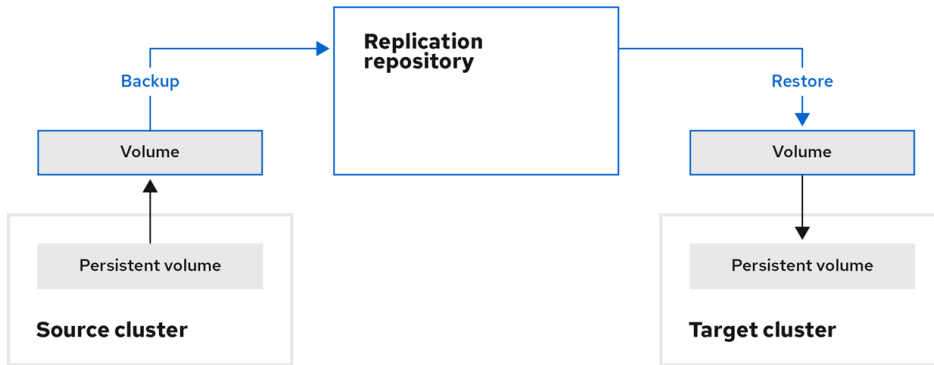 Replication
repository
Backup
Restore
Volume
Volume
Persistent volume
Persistent volume
Source cluster
Target cluster